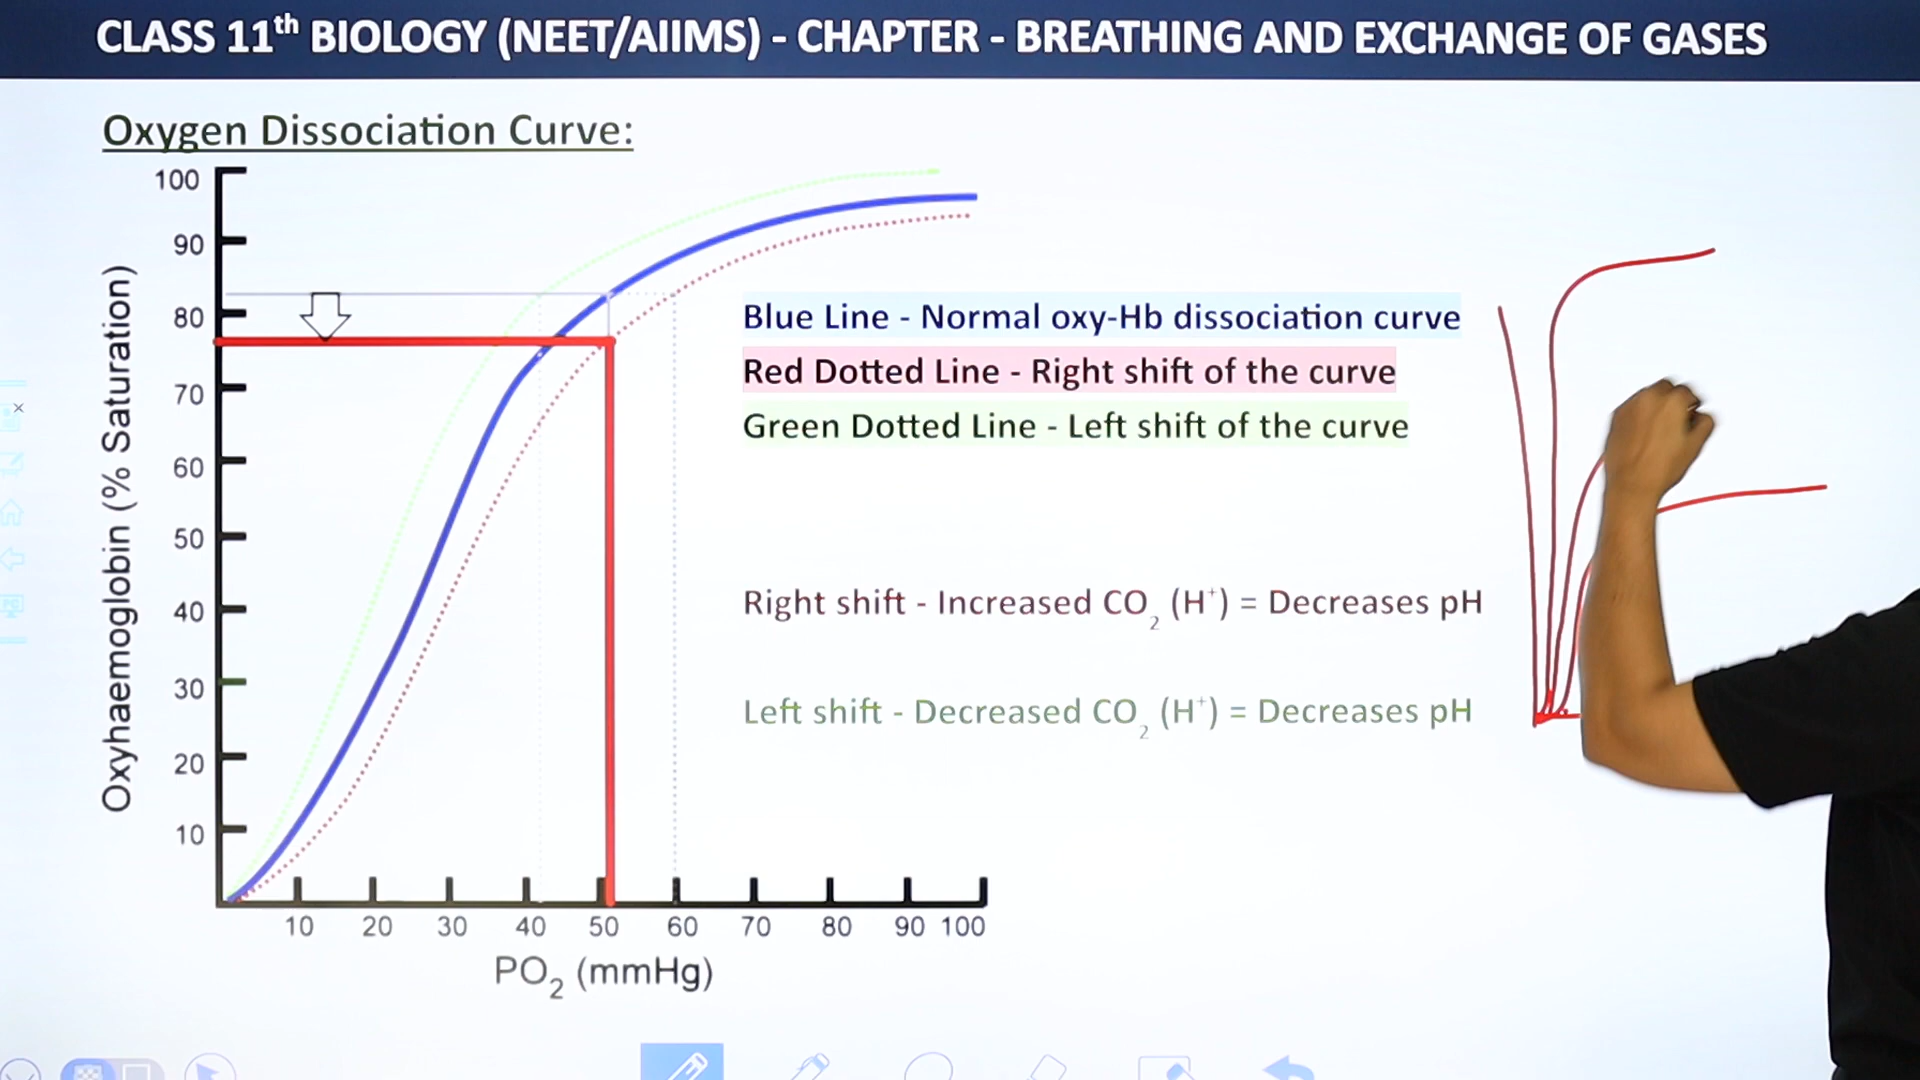 CLASS 11th BIOLOGY (NEET/AIIMS) - CHAPTER - BREATHING AND EXCHANGE OF GASES
Oxygen Dissociation Curve:
100
90
80
70
60
50
40
30
20
10
Oxyhaemoglobin (% Saturation)
Blue Line - Normal oxy-Hb dissociation curve
Red Dotted Line - Right shift of the curve
Green Dotted Line - Left shift of the curve
Right shift - Increased CO₂ (H⁺) = Decreases pH
Left shift - Decreased CO₂ (H⁺) = Decreases pH
10 20 30 40 50 60 70 80 90 100
PO₂ (mmHg)